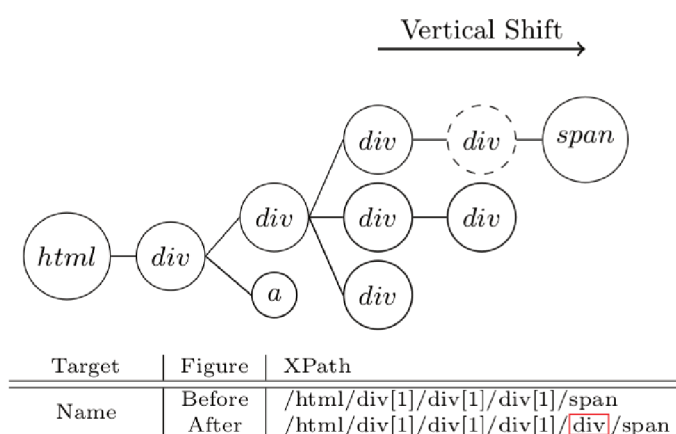 Vertical Shift
div div span
div div div
html div
a div
Target Figure XPath
Before /html/div[1]/div[1]/div[1]/span
Name
After /html/div[1]/div[1]/div[1]/div/span